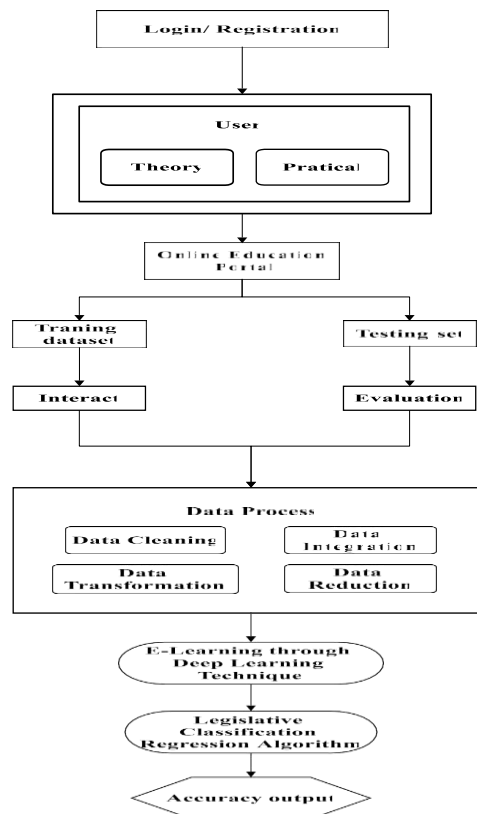 Login/ Registration
User
Theory
Pratical
Online Education
Portal
Traning
dataset
Testing set
Interact
Evaluation
Data Process
Data Cleaning
Data
Integration
Data
Transformation
Data
Reduction
E-Learning through
Deep Learning
Technique
Legislative
Classification
Regression Algorithm
Accuracy output